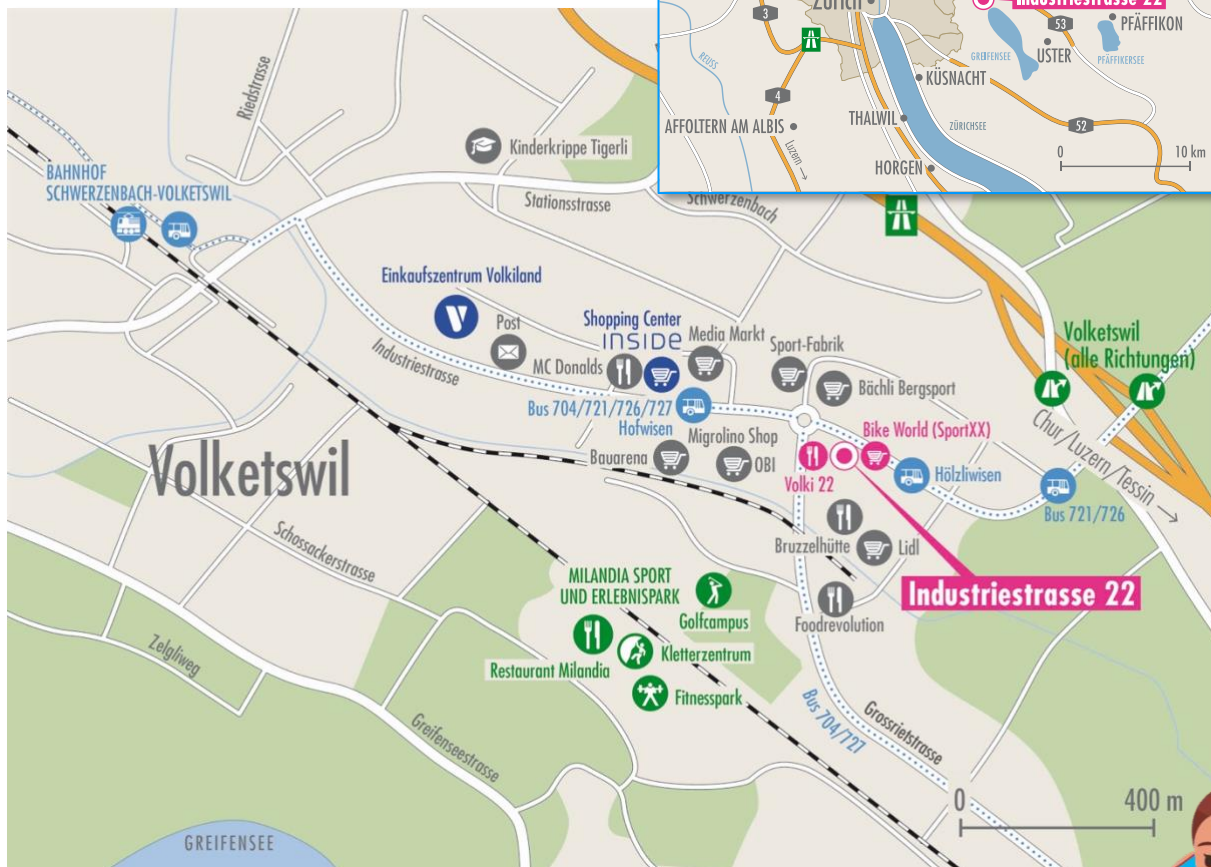 Zürich
Industriestrasse 22
3
53
PFÄFFIKON
REUSS
GREIFENSEE
USTER
PFÄFFIKERSEE
KÜSNACHT
4
AFFOLTERN AM ALBIS
THALWIL
ZÜRICHSEE
52
Luzern →
HORGEN
0
10 km
Riedstrasse
Kinderkrippe Tigerli
BAHNHOF
SCHWERZENBACH-VOLKETSWIL
Stationsstrasse
Schwerzenbach
Einkaufszentrum Volkiland
V
Post
Shopping Center
INSIDE
Media Markt
Sport-Fabrik
Volketswil
(alle Richtungen)
Industriestrasse
MC Donalds
Bächli Bergsport
Bus 704/721/726/727
Hofwisen
Chur/Luzern/Tessin →
Migrolino Shop
Bike World (SportXX)
Bauarena
OBI
Volki 22
Hölzliwisen
Volketswil
Bus 721/726
Schossackerstrasse
Bruzzelhütte
Lidl
MILANDIA SPORT
UND ERLEBNISPARK
Industriestrasse 22
Golfcampus
Foodrevolution
Zelgliweg
Restaurant Milandia
Kletterzentrum
Fitnesspark
Bus 704/727
Grossrietstrasse
Greifenseestrasse
0
400 m
GREIFENSEE